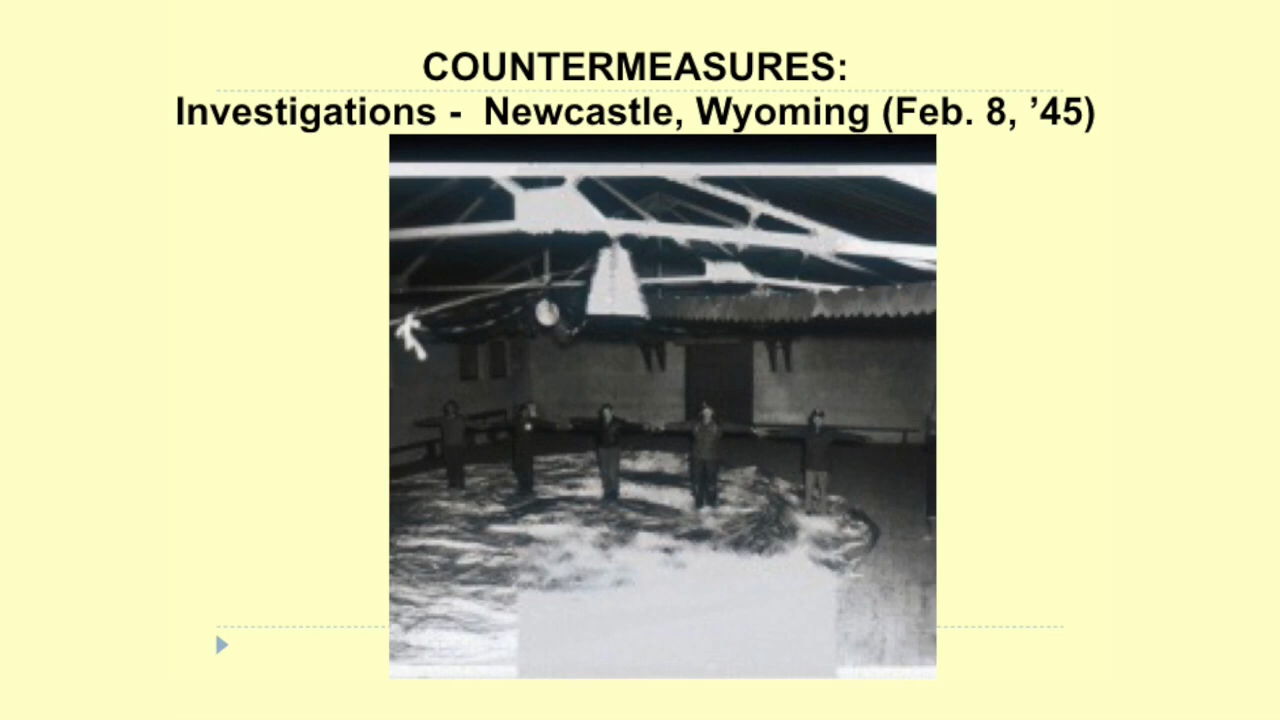 COUNTERMEASURES:
Investigations -  Newcastle, Wyoming (Feb. 8, ’45)